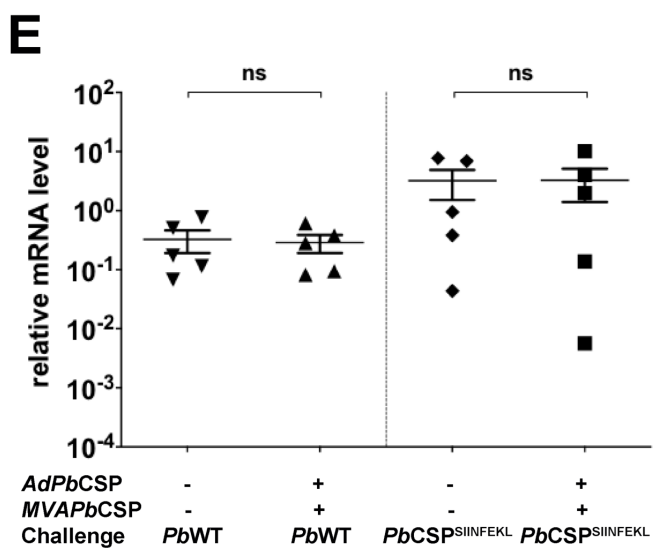 E
ns ns
10²
10¹
10⁰
10⁻¹
10⁻²
10⁻³
10⁻⁴
relative mRNA level
AdPbCSP - + - +
MVAPbCSP - + - +
Challenge PbWT PbWT PbCSPSIINFEKL PbCSPSIINFEKL